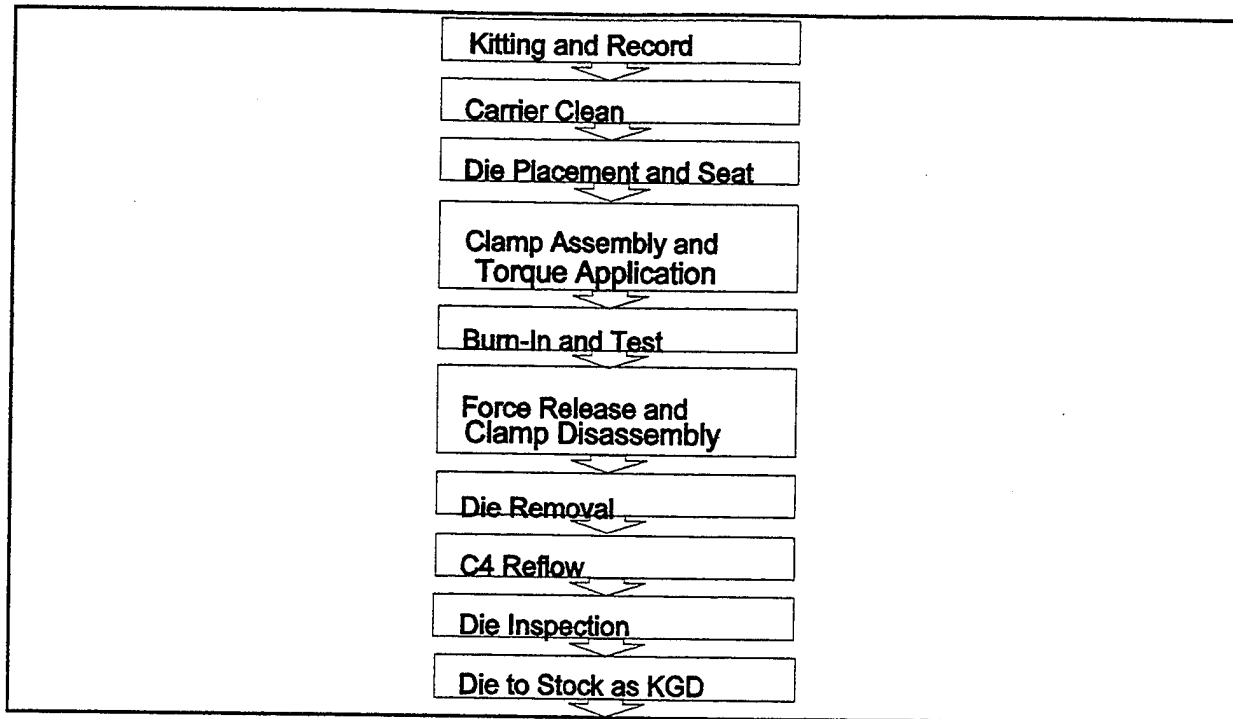 Kitting and Record
Carrier Clean
Die Placement and Seat
Clamp Assembly and
Torque Application
Burn-In and Test
Force Release and
Clamp Disassembly
Die Removal
C4 Reflow
Die Inspection
Die to Stock as KGD